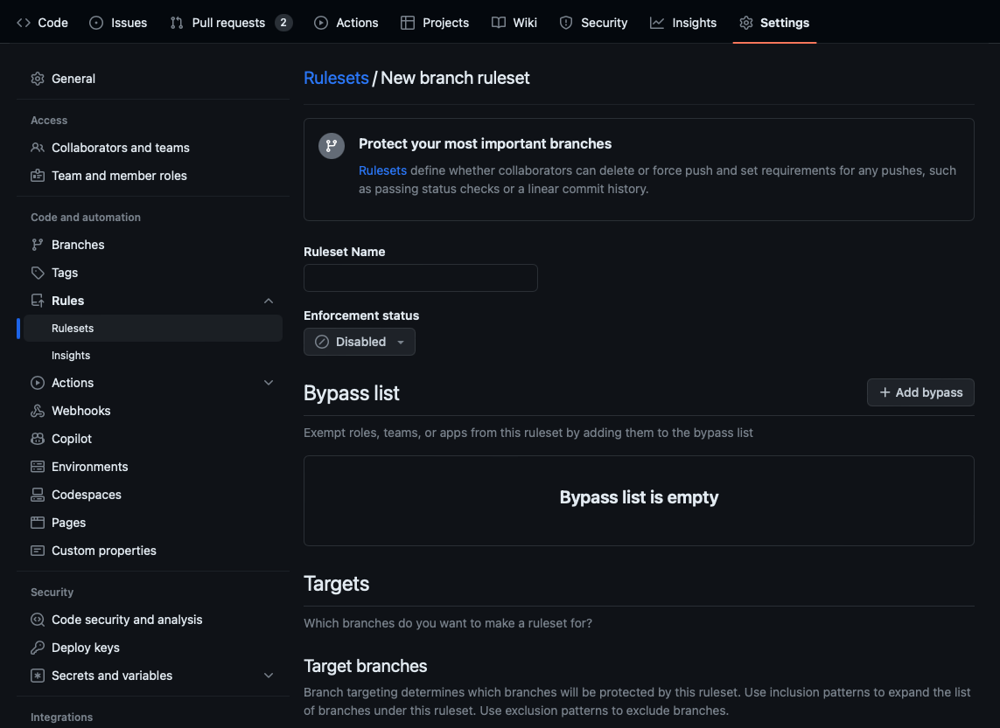 Code Issues Pull requests 2 Actions Projects Wiki Security Insights Settings
General
Access
Collaborators and teams
Team and member roles
Code and automation
Branches
Tags
Rules
Rulesets
Insights
Actions
Webhooks
Copilot
Environments
Codespaces
Pages
Custom properties
Security
Code security and analysis
Deploy keys
Secrets and variables
Integrations
Rulesets / New branch ruleset
Protect your most important branches
Rulesets define whether collaborators can delete or force push and set requirements for any pushes, such
as passing status checks or a linear commit history.
Ruleset Name
Enforcement status
Disabled
Bypass list
Add bypass
Exempt roles, teams, or apps from this ruleset by adding them to the bypass list
Bypass list is empty
Targets
Which branches do you want to make a ruleset for?
Target branches
Branch targeting determines which branches will be protected by this ruleset. Use inclusion patterns to expand the list
of branches under this ruleset. Use exclusion patterns to exclude branches.